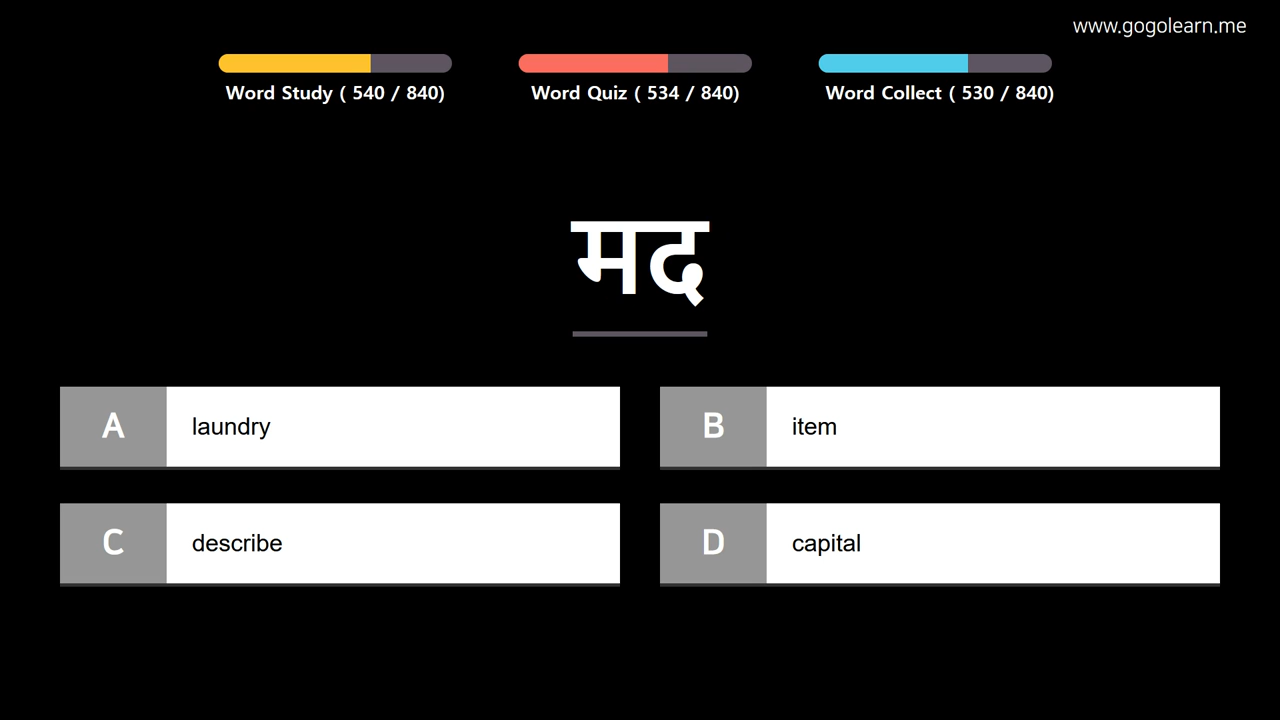 www.gogolearn.me
Word Study ( 540 / 840)
Word Quiz ( 534 / 840)
Word Collect ( 530 / 840)
मद
A laundry
B item
C describe
D capital